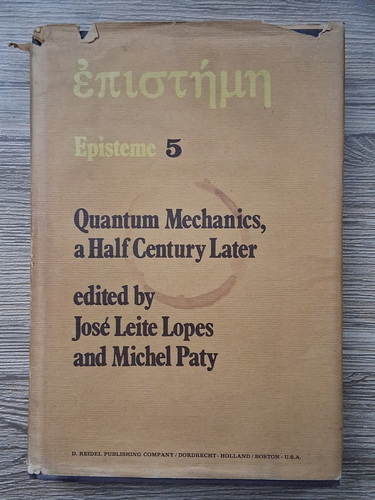 ἐπιστήμη
Episteme 5
Quantum Mechanics,
a Half Century Later
edited by
José Leite Lopes
and Michel Paty
D. REIDEL PUBLISHING COMPANY / DORDRECHT - HOLLAND / BOSTON - U.S.A.